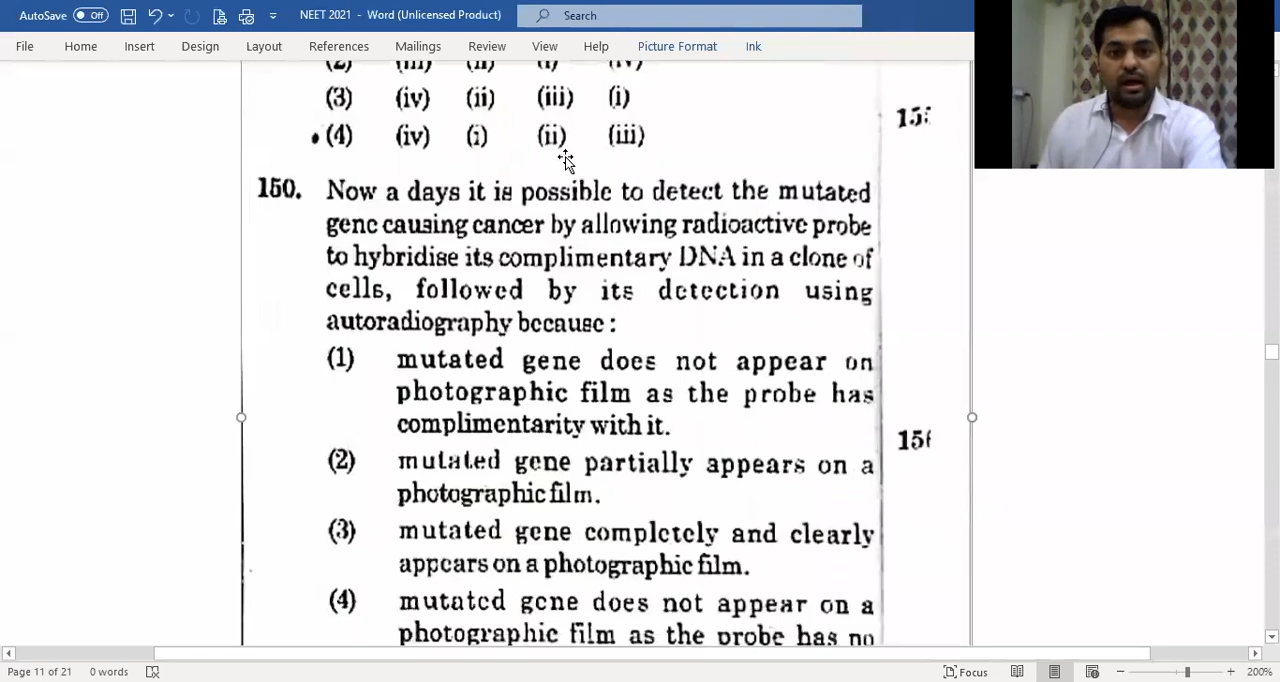 AutoSave Off NEET 2021 - Word (Unlicensed Product) Search
File Home Insert Design Layout References Mailings Review View Help Picture Format Ink
(2) (iii) (ii) (i) (iv)
(3) (iv) (ii) (iii) (i)
155
(4) (iv) (i) (ii) (iii)
150. Now a days it is possible to detect the mutated
gene causing cancer by allowing radioactive probe
to hybridise its complimentary DNA in a clone of
cells, followed by its detection using
autoradiography because :
(1) mutated gene does not appear on
photographic film as the probe has
complimentarity with it.
156
(2) mutated gene partially appears on a
photographic film.
(3) mutated gene completely and clearly
appears on a photographic film.
(4) mutated gene does not appear on a
photographic film as the probe has no
Page 11 of 21 0 words Focus 200%